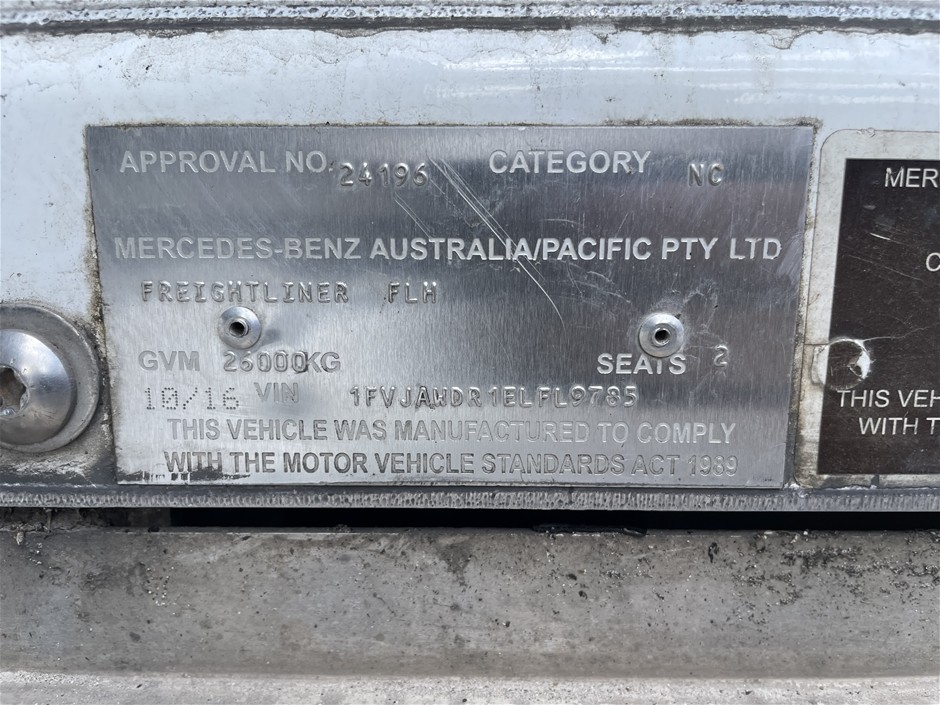 APPROVAL NO. 24196 CATEGORY NC
MERCEDES-BENZ AUSTRALIA/PACIFIC PTY LTD
FREIGHTLINER FLH
GVM 26000KG SEATS 2
10/16 VIN 1FVJAWDR1ELFL9785
THIS VEHICLE WAS MANUFACTURED TO COMPLY
WITH THE MOTOR VEHICLE STANDARDS ACT 1989
MER
C
THIS VEH
WITH T